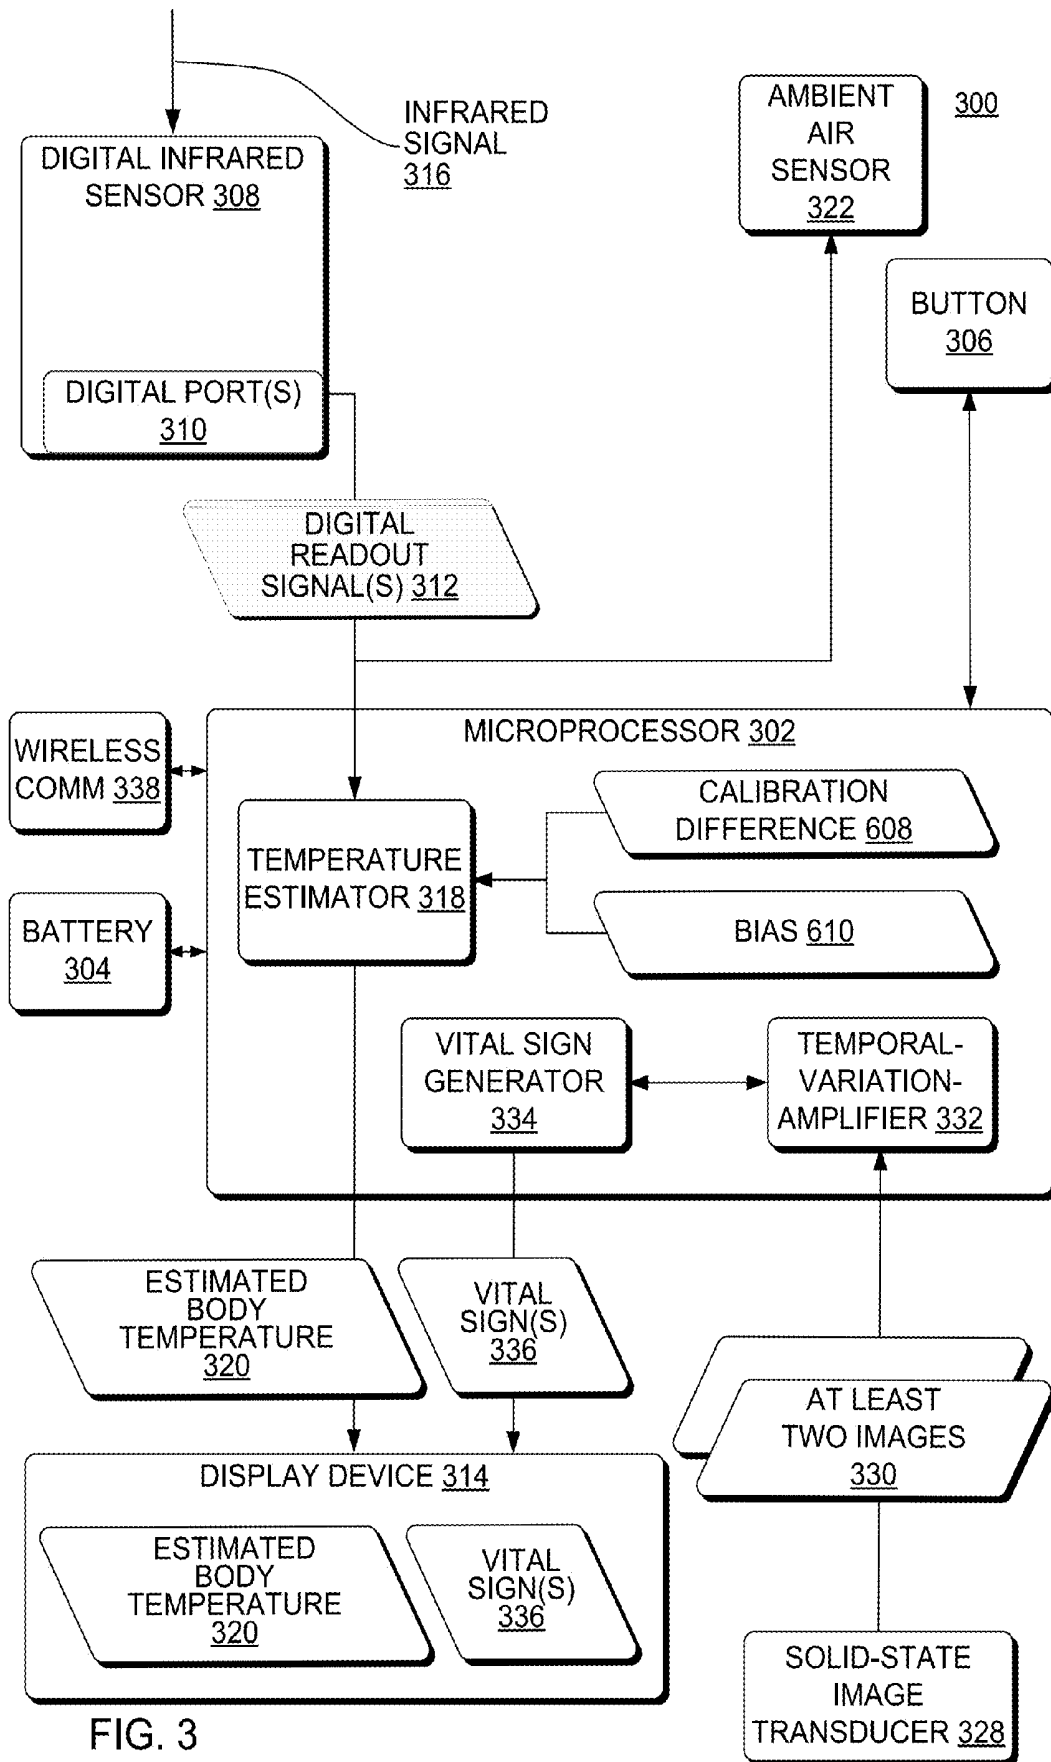 INFRARED
SIGNAL
316
AMBIENT
AIR
SENSOR
322
300
DIGITAL INFRARED
SENSOR 308
BUTTON
306
DIGITAL PORT(S)
310
DIGITAL
READOUT
SIGNAL(S) 312
MICROPROCESSOR 302
WIRELESS
COMM 338
CALIBRATION
DIFFERENCE 608
TEMPERATURE
ESTIMATOR 318
BATTERY
304
BIAS 610
VITAL SIGN
GENERATOR
334
TEMPORAL-
VARIATION-
AMPLIFIER 332
ESTIMATED
BODY
TEMPERATURE
320
VITAL
SIGN(S)
336
AT LEAST
TWO IMAGES
330
DISPLAY DEVICE 314
ESTIMATED
BODY
TEMPERATURE
320
VITAL
SIGN(S)
336
SOLID-STATE
IMAGE
TRANSDUCER 328
FIG. 3